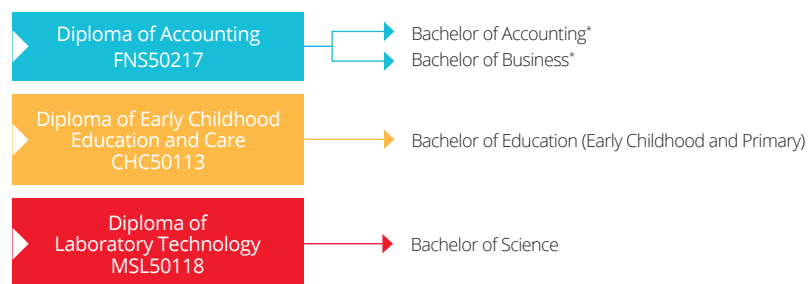 Diploma of Accounting
FNS50217
Bachelor of Accounting*
Bachelor of Business*
Diploma of Early Childhood
Education and Care
CHC50113
Bachelor of Education (Early Childhood and Primary)
Diploma of
Laboratory Technology
MSL50118
Bachelor of Science